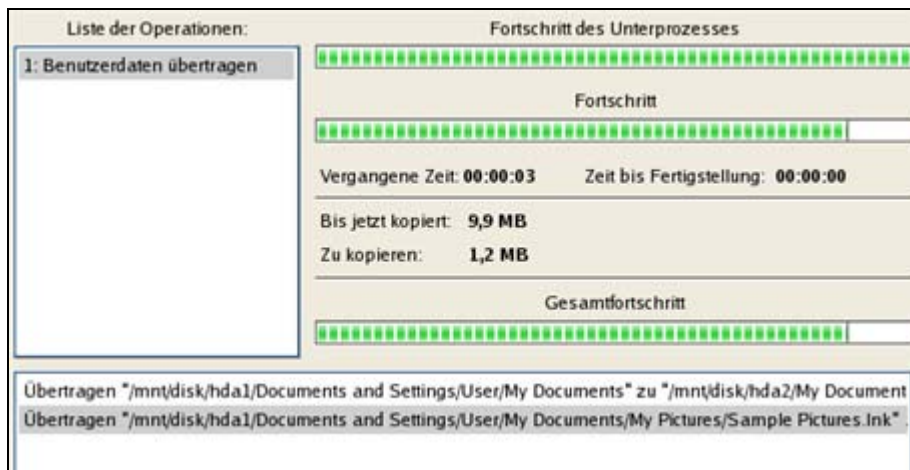 Liste der Operationen:
1: Benutzerdaten übertragen
Fortschritt des Unterprozesses
Fortschritt
Vergangene Zeit: 00:00:03 Zeit bis Fertigstellung: 00:00:00
Bis jetzt kopiert: 9,9 MB
Zu kopieren: 1,2 MB
Gesamtfortschritt
Übertragen "/mnt/disk/hda1/Documents and Settings/User/My Documents" zu "/mnt/disk/hda2/My Document
Übertragen "/mnt/disk/hda1/Documents and Settings/User/My Documents/My Pictures/Sample Pictures.lnk" .